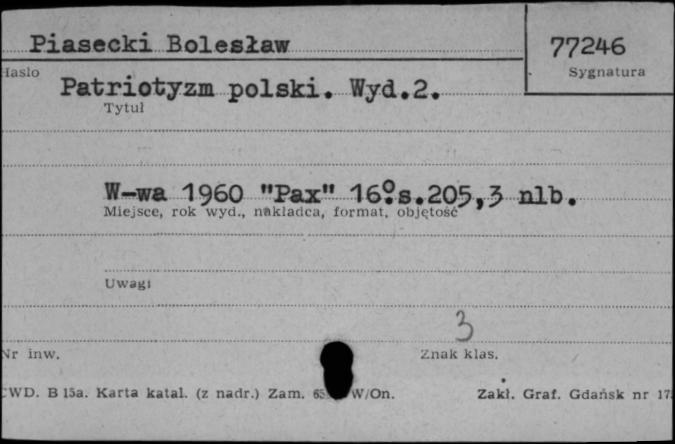 Piasecki Bolesław
77246
Hasło
Sygnatura
Patriotyzm polski. Wyd.2.
Tytuł
W-wa 1960 "Pax" 16º.s.205,3 nlb.
Miejsce, rok wyd., nakładca, format, objętość
Uwagi
3
Nr inw.
Znak klas.
CWD. B 15a. Karta katal. (z nadr.) Zam. W/On.
Zakł. Graf. Gdańsk nr